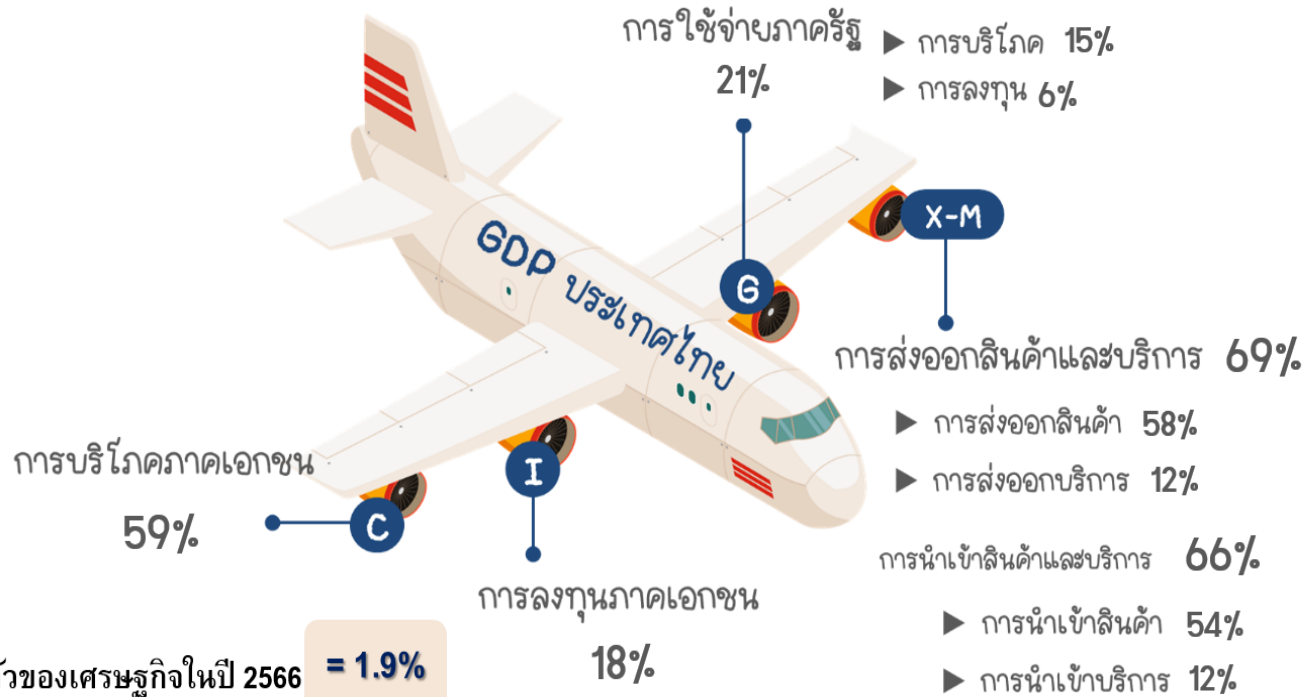 การใช้จ่ายภาครัฐ
21%
▶ การบริโภค 15%
▶ การลงทุน 6%
X-M
G
GDP ประเทศไทย
การส่งออกสินค้าและบริการ 69%
▶ การส่งออกสินค้า 58%
▶ การส่งออกบริการ 12%
การบริโภคภาคเอกชน
59%
C
I
การลงทุนภาคเอกชน
18%
การนำเข้าสินค้าและบริการ 66%
▶ การนำเข้าสินค้า 54%
▶ การนำเข้าบริการ 12%
ของเศรษฐกิจในปี 2566 = 1.9%